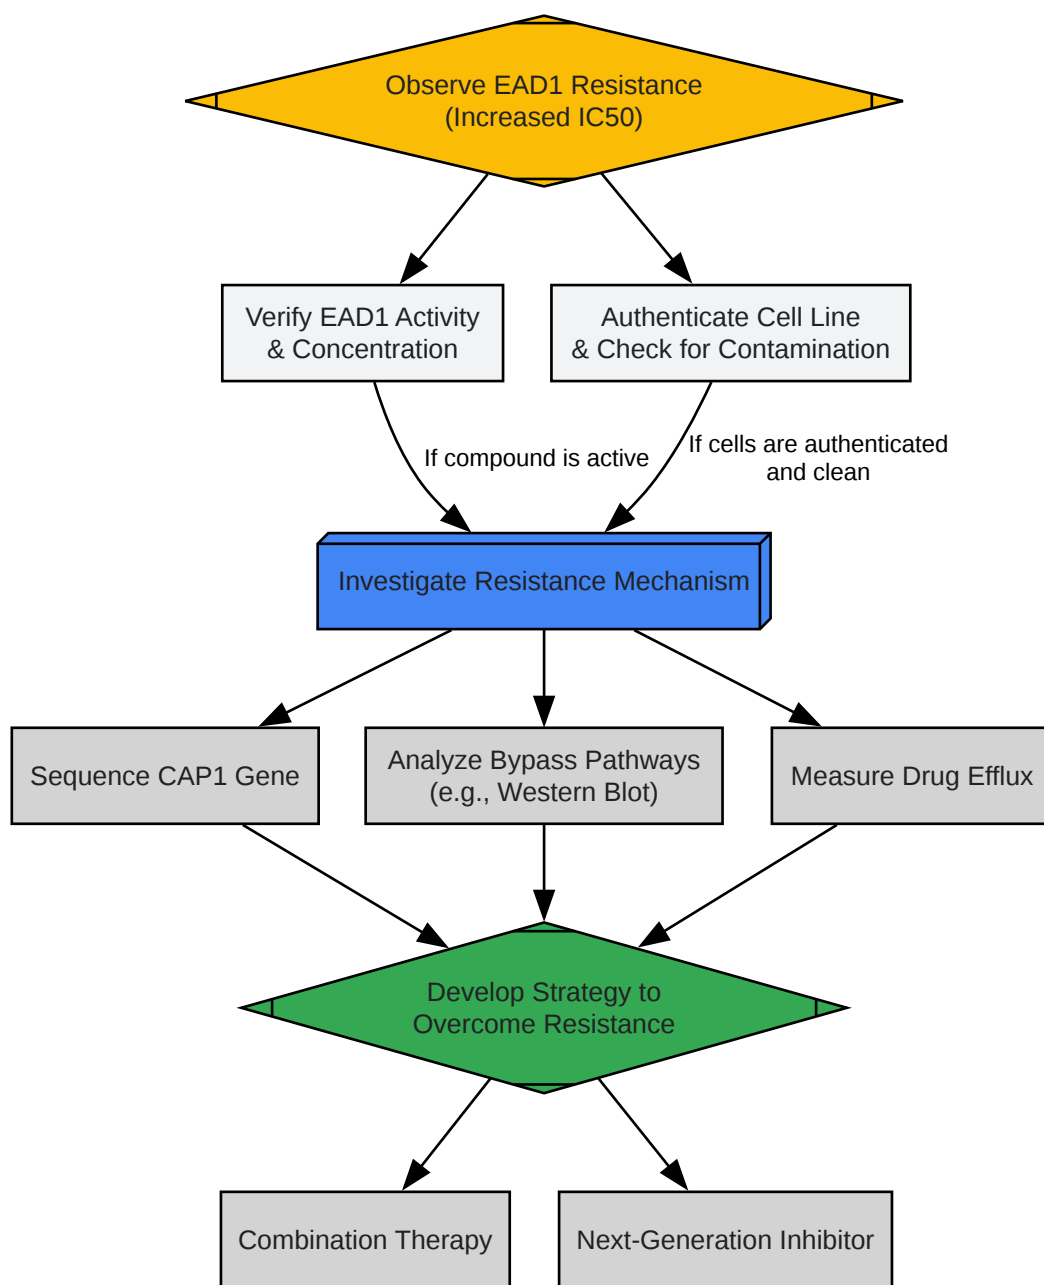 Observe EAD1 Resistance
(Increased IC50)
Verify EAD1 Activity
& Concentration
Authenticate Cell Line
& Check for Contamination
If compound is active
If cells are authenticated
and clean
Investigate Resistance Mechanism
Sequence CAP1 Gene
Analyze Bypass Pathways
(e.g., Western Blot)
Measure Drug Efflux
Develop Strategy to
Overcome Resistance
Combination Therapy
Next-Generation Inhibitor